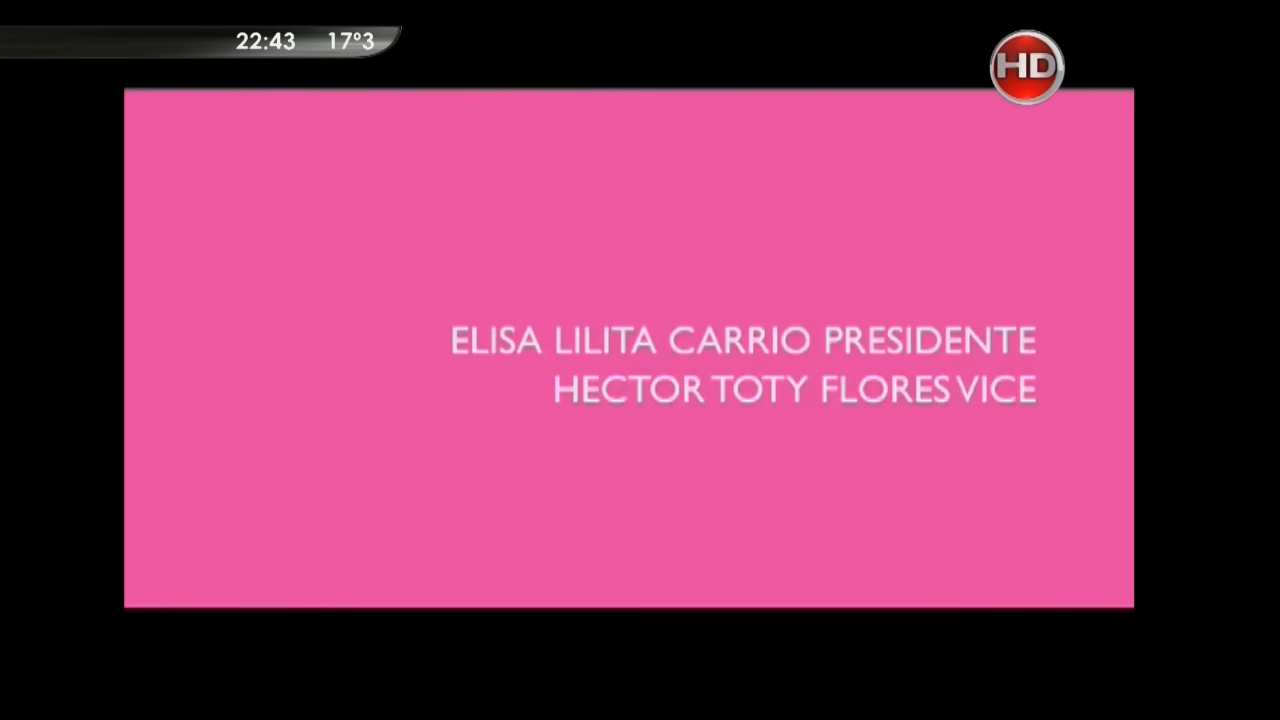 22:43 17°3
HD
ELISA LILITA CARRIO PRESIDENTE
HECTOR TOTY FLORES VICE